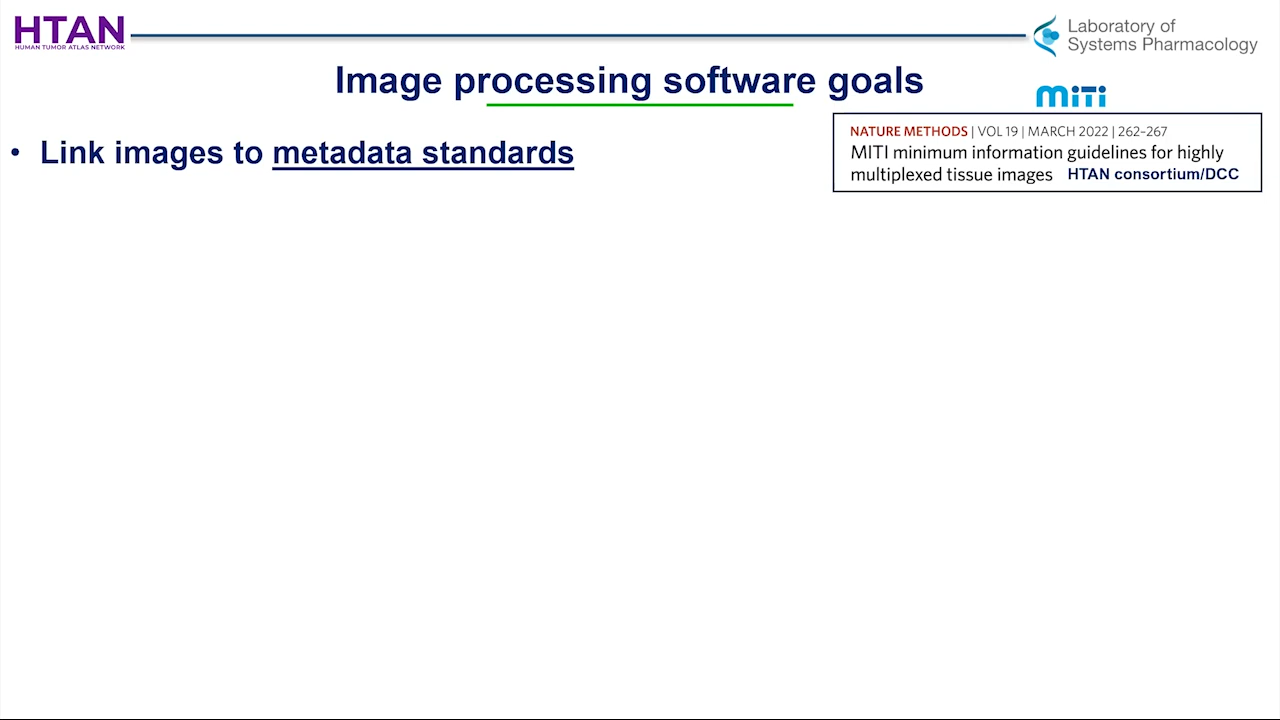 HTAN
HUMAN TUMOR ATLAS NETWORK
Laboratory of
Systems Pharmacology
Image processing software goals
miTi
• Link images to metadata standards
NATURE METHODS | VOL 19 | MARCH 2022 | 262-267
MITI minimum information guidelines for highly
multiplexed tissue images HTAN consortium/DCC